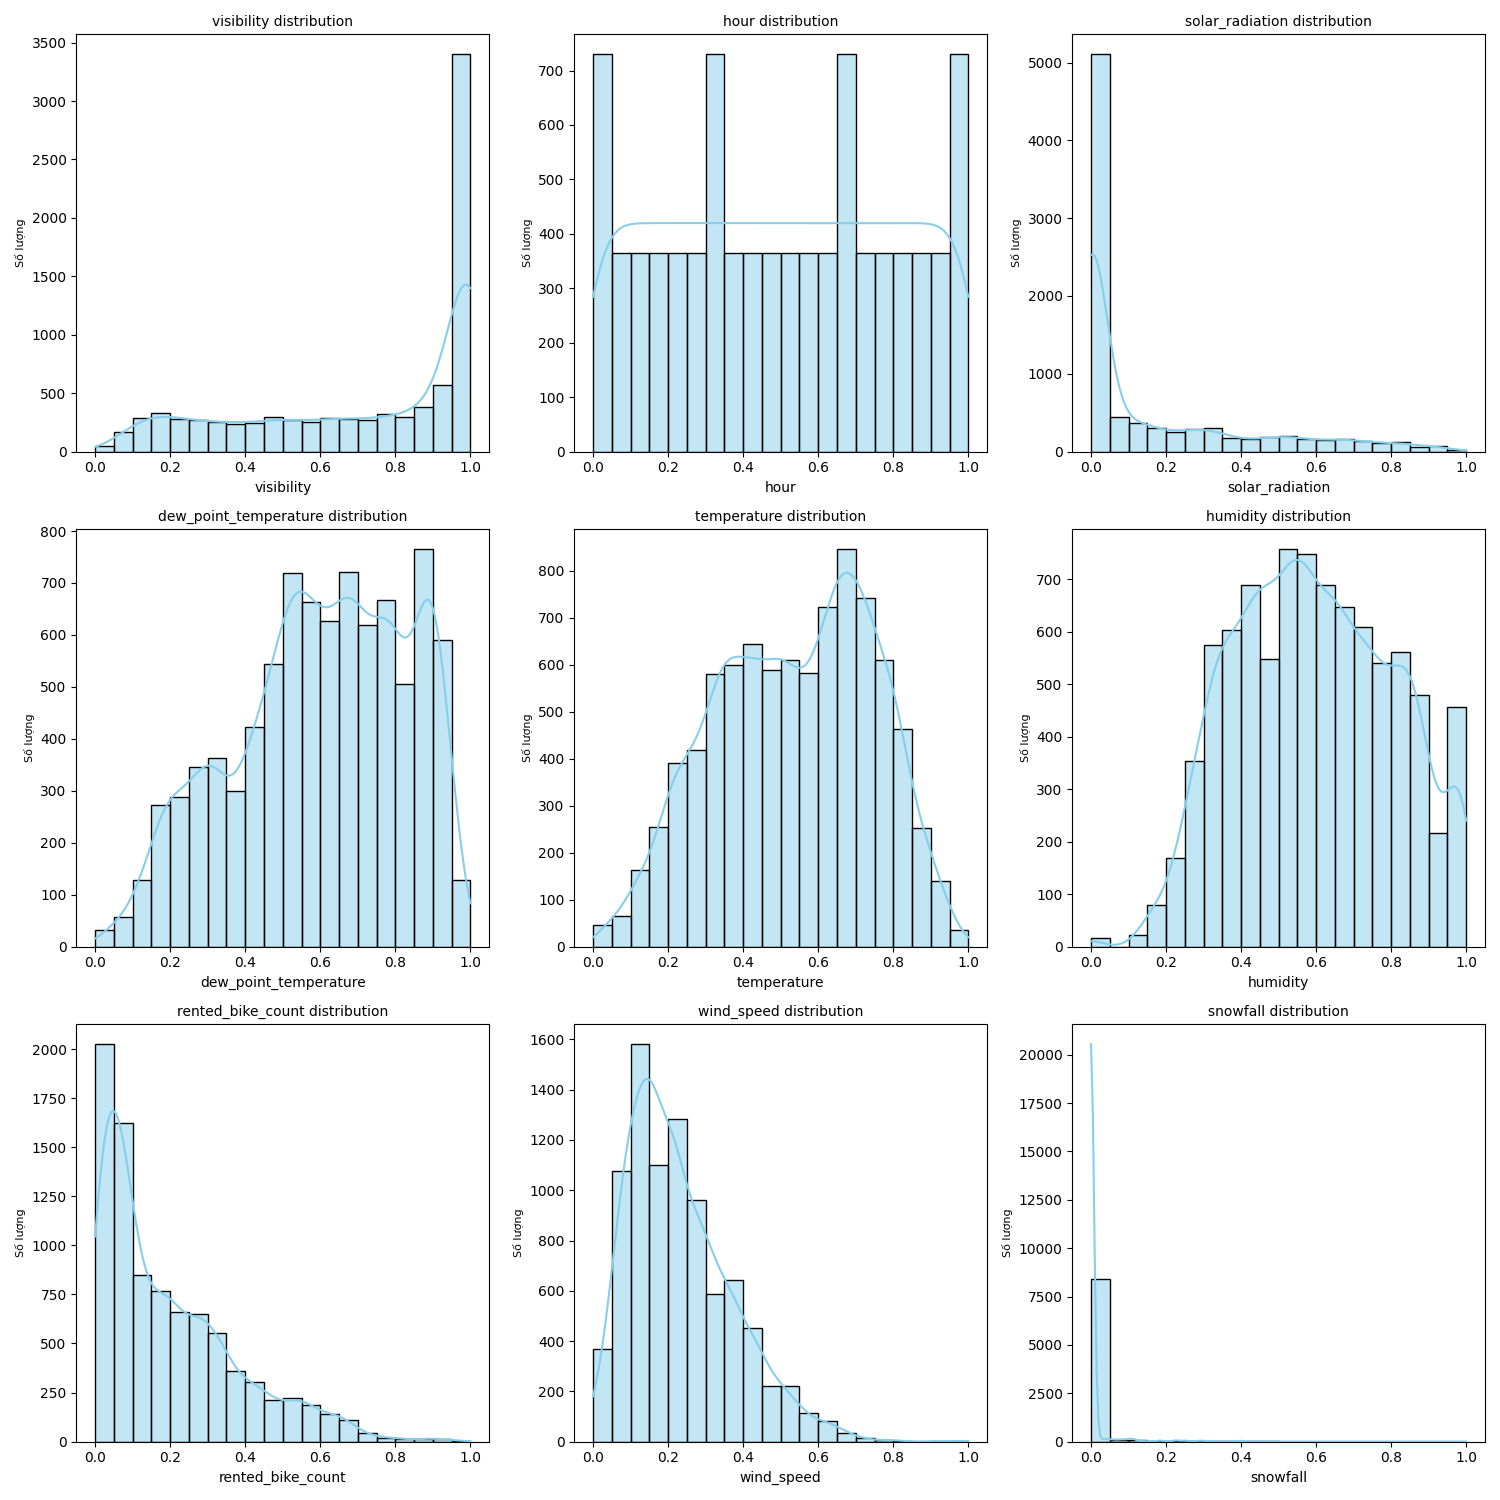 visibility distribution
3500
3000
2500
2000
1500
1000
500
0
Số lượng
0.0 0.2 0.4 0.6 0.8 1.0
visibility
hour distribution
700
600
500
400
300
200
100
0
Số lượng
0.0 0.2 0.4 0.6 0.8 1.0
hour
solar_radiation distribution
5000
4000
3000
2000
1000
0
Số lượng
0.0 0.2 0.4 0.6 0.8 1.0
solar_radiation
dew_point_temperature distribution
800
700
600
500
400
300
200
100
0
Số lượng
0.0 0.2 0.4 0.6 0.8 1.0
dew_point_temperature
temperature distribution
800
700
600
500
400
300
200
100
0
Số lượng
0.0 0.2 0.4 0.6 0.8 1.0
temperature
humidity distribution
700
600
500
400
300
200
100
0
Số lượng
0.0 0.2 0.4 0.6 0.8 1.0
humidity
rented_bike_count distribution
2000
1750
1500
1250
1000
750
500
250
0
Số lượng
0.0 0.2 0.4 0.6 0.8 1.0
rented_bike_count
wind_speed distribution
1600
1400
1200
1000
800
600
400
200
0
Số lượng
0.0 0.2 0.4 0.6 0.8 1.0
wind_speed
snowfall distribution
20000
17500
15000
12500
10000
7500
5000
2500
0
Số lượng
0.0 0.2 0.4 0.6 0.8 1.0
snowfall